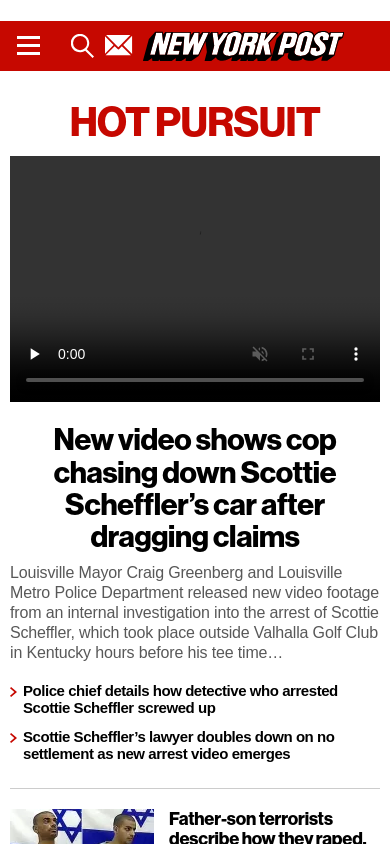 NEW YORK POST
HOT PURSUIT
0:00
New video shows cop
chasing down Scottie
Scheffler’s car after
dragging claims
Louisville Mayor Craig Greenberg and Louisville
Metro Police Department released new video footage
from an internal investigation into the arrest of Scottie
Scheffler, which took place outside Valhalla Golf Club
in Kentucky hours before his tee time…
Police chief details how detective who arrested
Scottie Scheffler screwed up
Scottie Scheffler’s lawyer doubles down on no
settlement as new arrest video emerges
Father-son terrorists
describe how they raped,